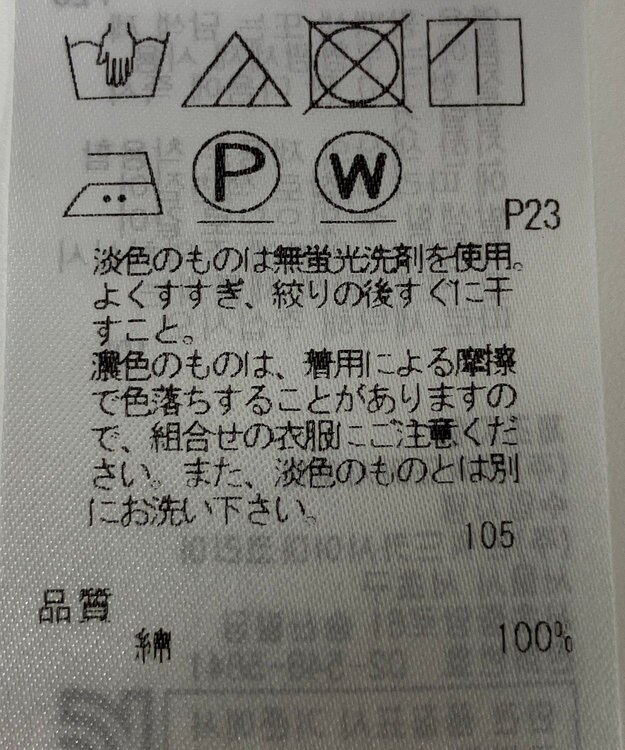 P W
P23
淡色のものは無蛍光洗剤を使用。
よくすすぎ、絞りの後すぐに干
すこと。
濃色のものは、着用による摩擦
で色落ちすることがありますの
で、組合せの衣服にご注意くだ
さい。また、淡色のものとは別
にお洗い下さい。
105
品質
綿 100%